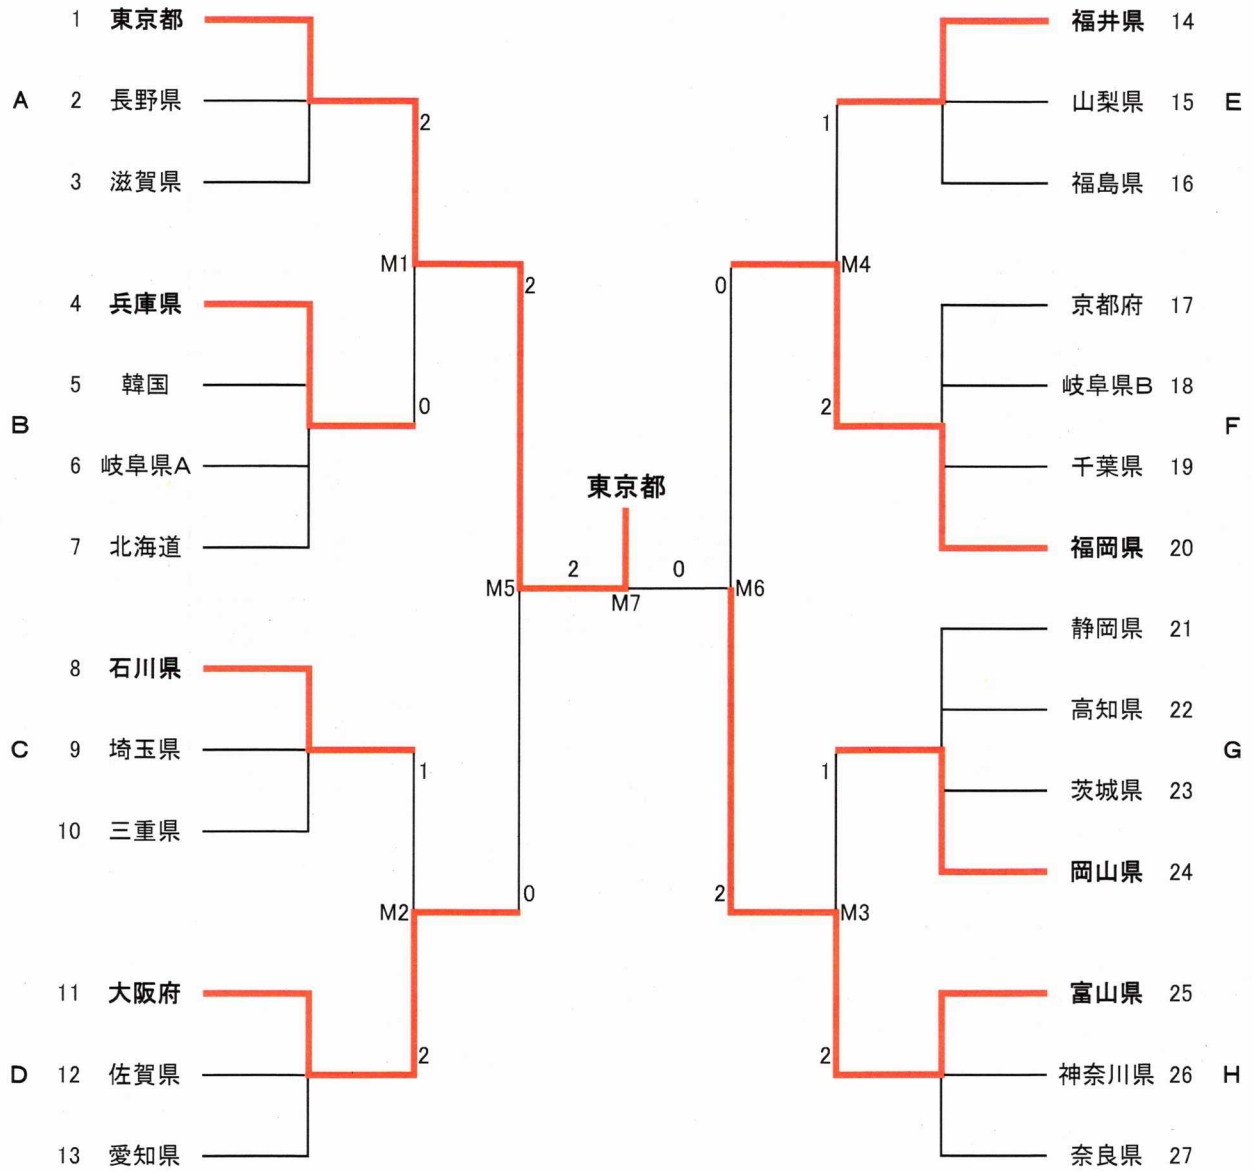 1 東京都
A 2 長野県
3 滋賀県
4 兵庫県
5 韓国
B
6 岐阜県A
7 北海道
8 石川県
C 9 埼玉県
10 三重県
11 大阪府
D 12 佐賀県
13 愛知県
2
M1
0
2
M5
1
M2
0
2
東京都
2 0
M7
1
0 M4
2
M6
1
2 M3
2
福井県 14
山梨県 15 E
福島県 16
京都府 17
岐阜県B 18
F
千葉県 19
福岡県 20
静岡県 21
高知県 22
G
茨城県 23
岡山県 24
富山県 25
神奈川県 26 H
奈良県 27